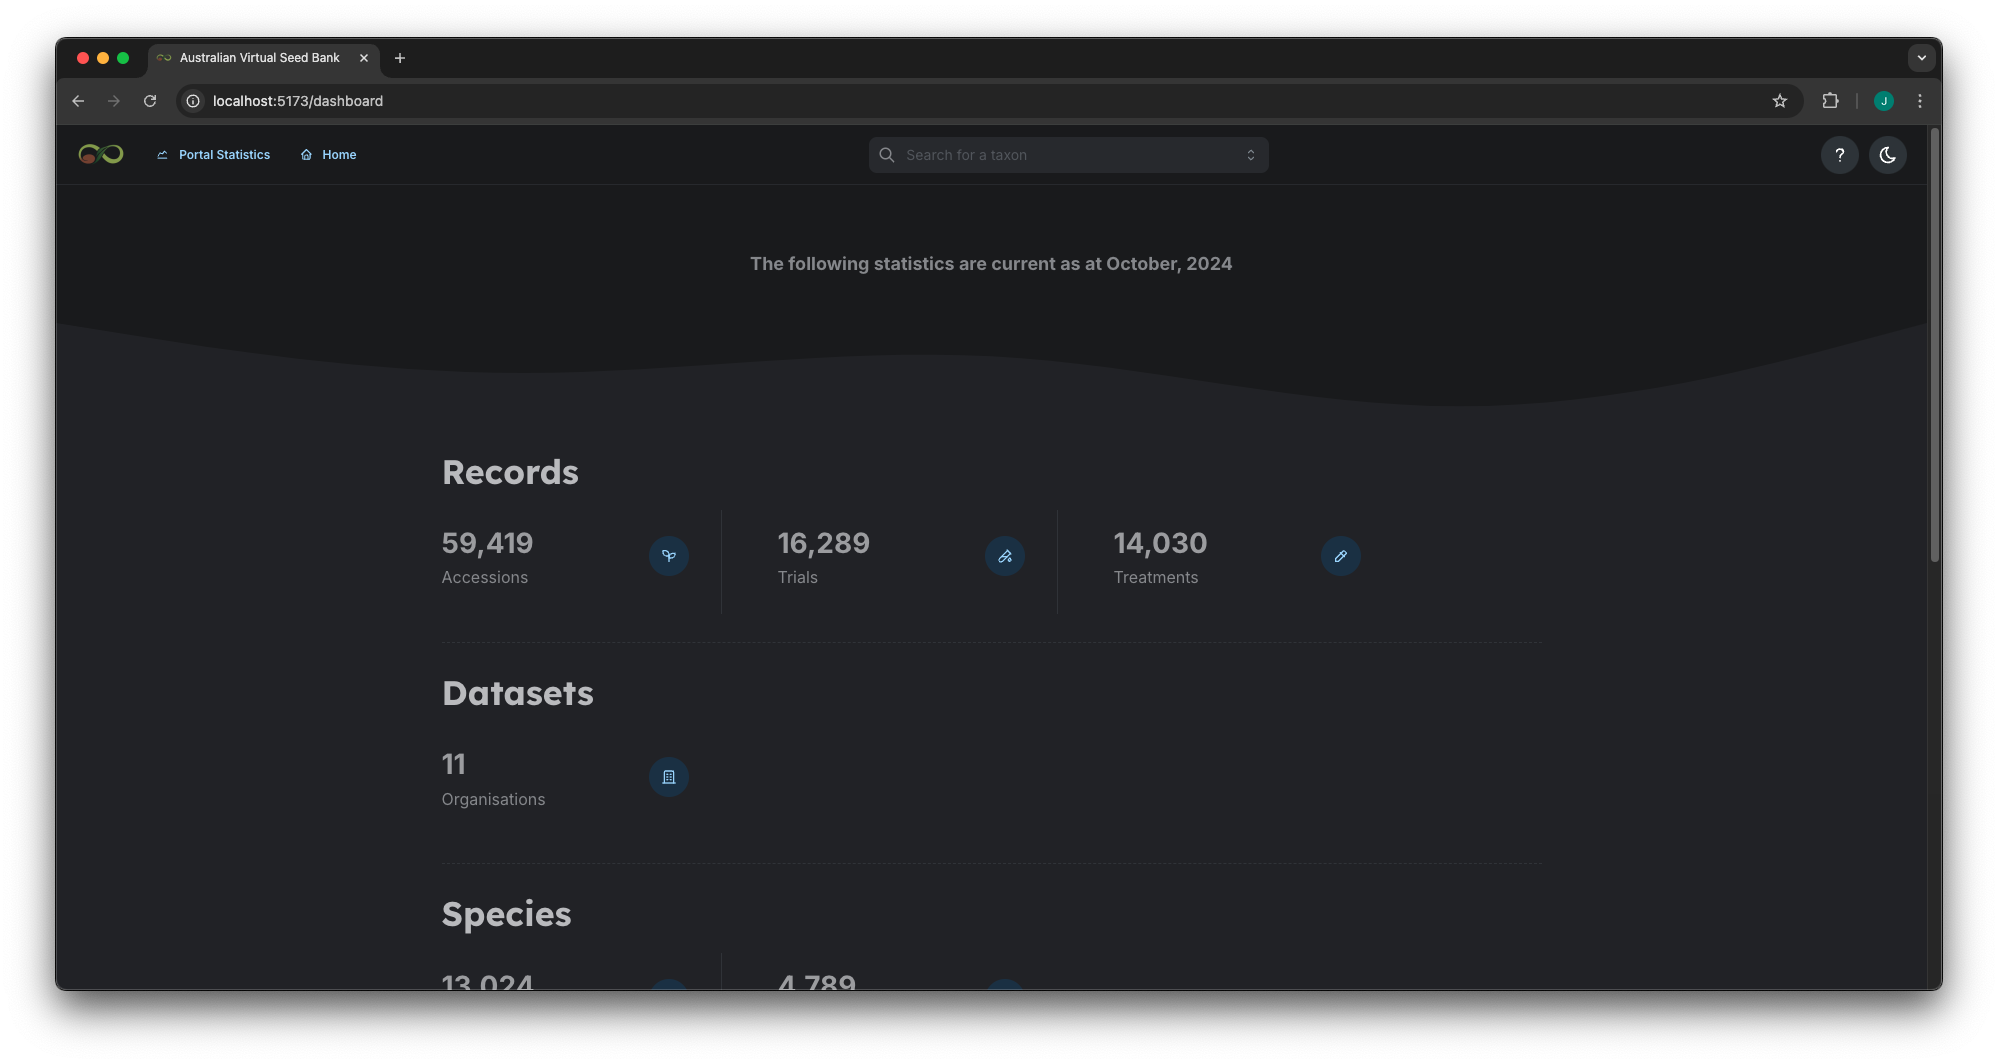 Australian Virtual Seed Bank
localhost:5173/dashboard
J
Portal Statistics
Home
Search for a taxon
?
The following statistics are current as at October, 2024
Records
59,419
16,289
14,030
Accessions
Trials
Treatments
Datasets
11
Organisations
Species
13,024
4,789